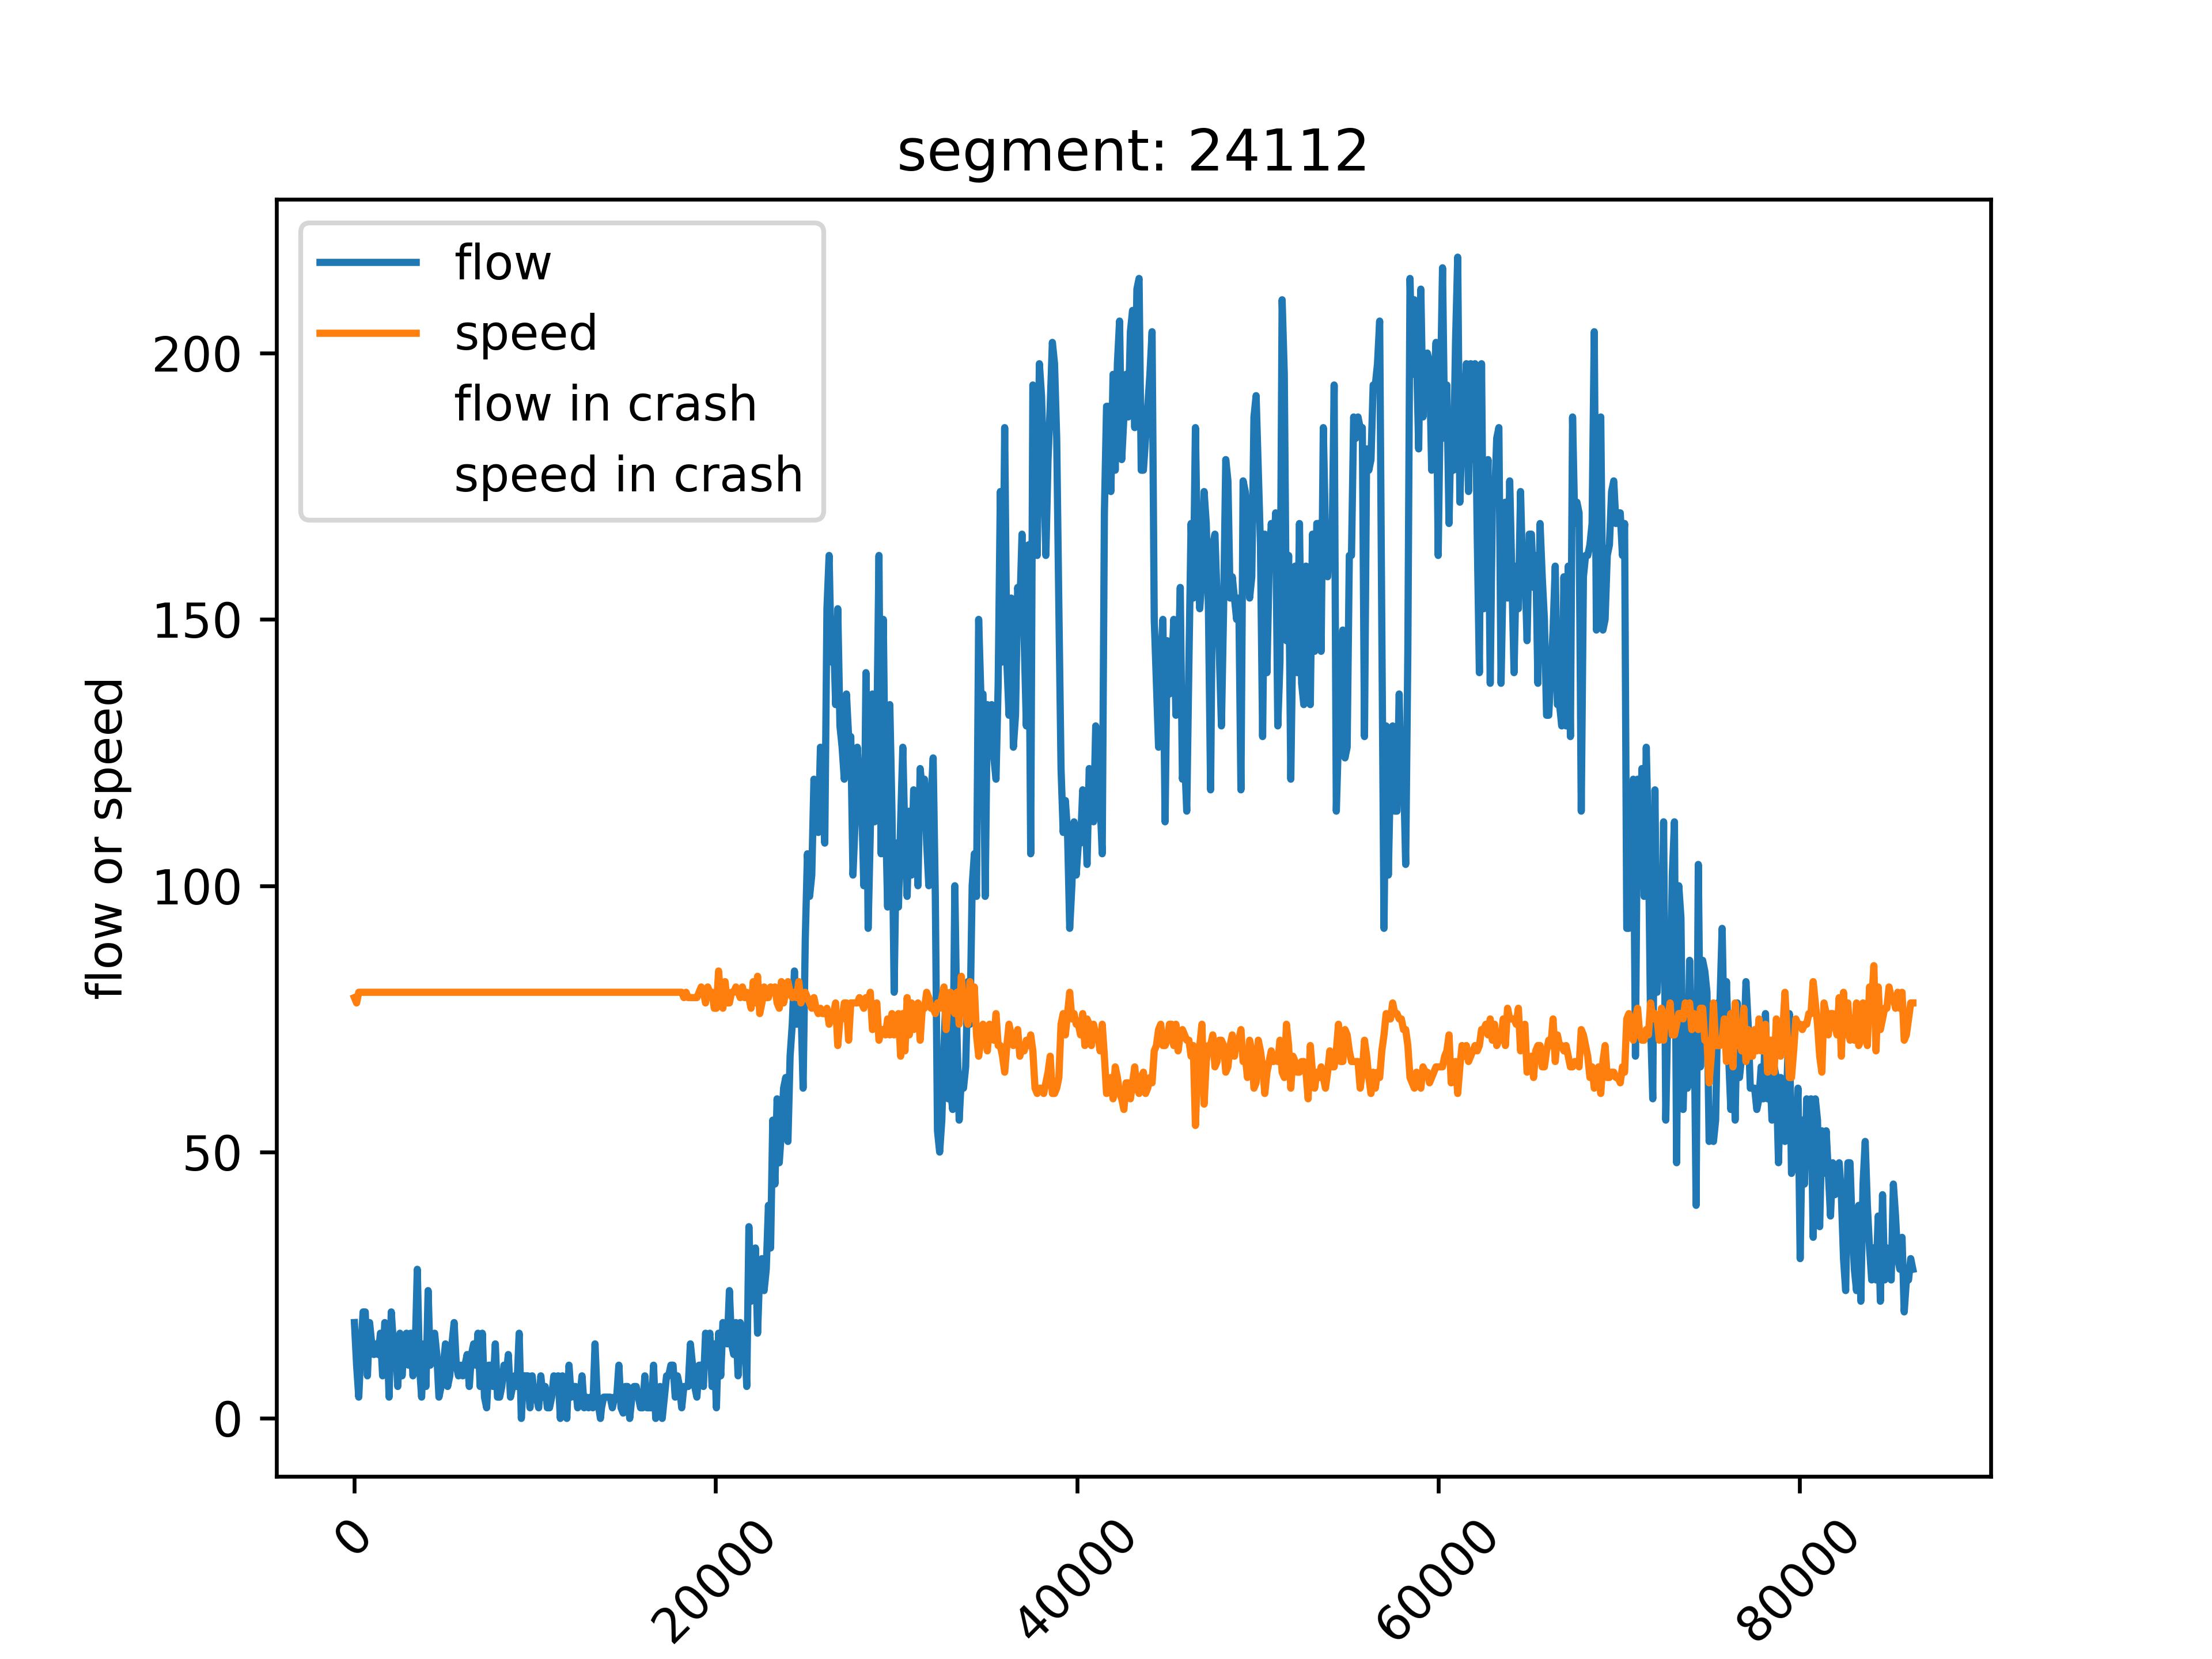 segment: 24112
flow
speed
flow in crash
speed in crash
flow or speed
200
150
100
50
0
0
20000
40000
60000
80000